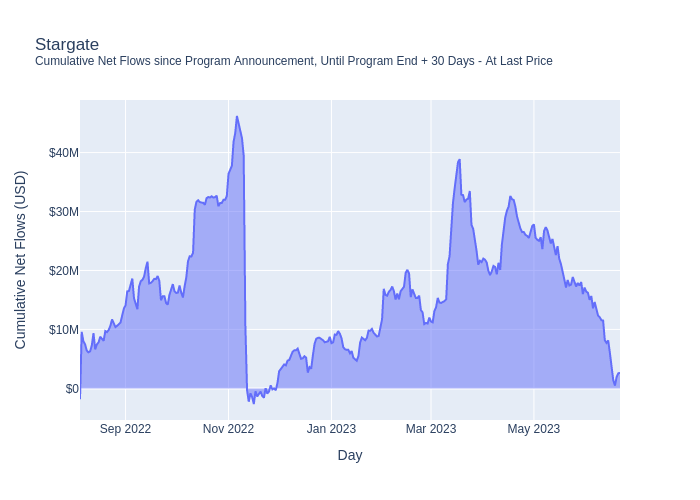 Stargate
Cumulative Net Flows since Program Announcement, Until Program End + 30 Days - At Last Price
Cumulative Net Flows (USD)
$40M
$30M
$20M
$10M
$0
Sep 2022
Nov 2022
Jan 2023
Mar 2023
May 2023
Day